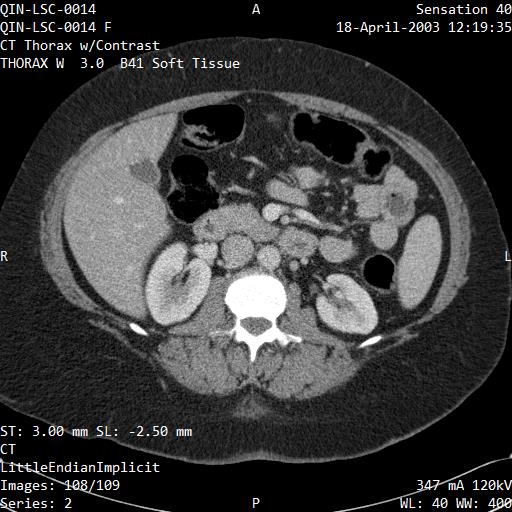 QIN-LSC-0014
A
Sensation 40
QIN-LSC-0014 F
18-April-2003 12:19:35
CT Thorax w/Contrast
THORAX W  3.0  B41 Soft Tissue
R
L
ST: 3.00 mm SL: -2.50 mm
CT
LittleEndianImplicit
Images: 108/109
347 mA 120kV
Series: 2
P
WL: 40 WW: 400